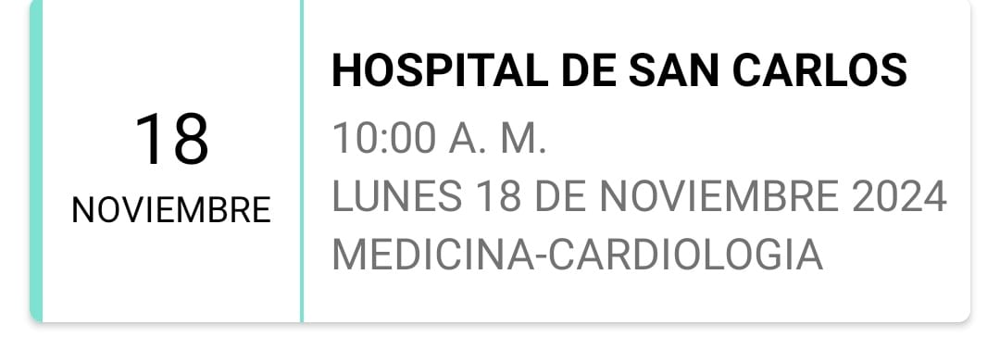 18
NOVIEMBRE
HOSPITAL DE SAN CARLOS
10:00 A. M.
LUNES 18 DE NOVIEMBRE 2024
MEDICINA-CARDIOLOGIA